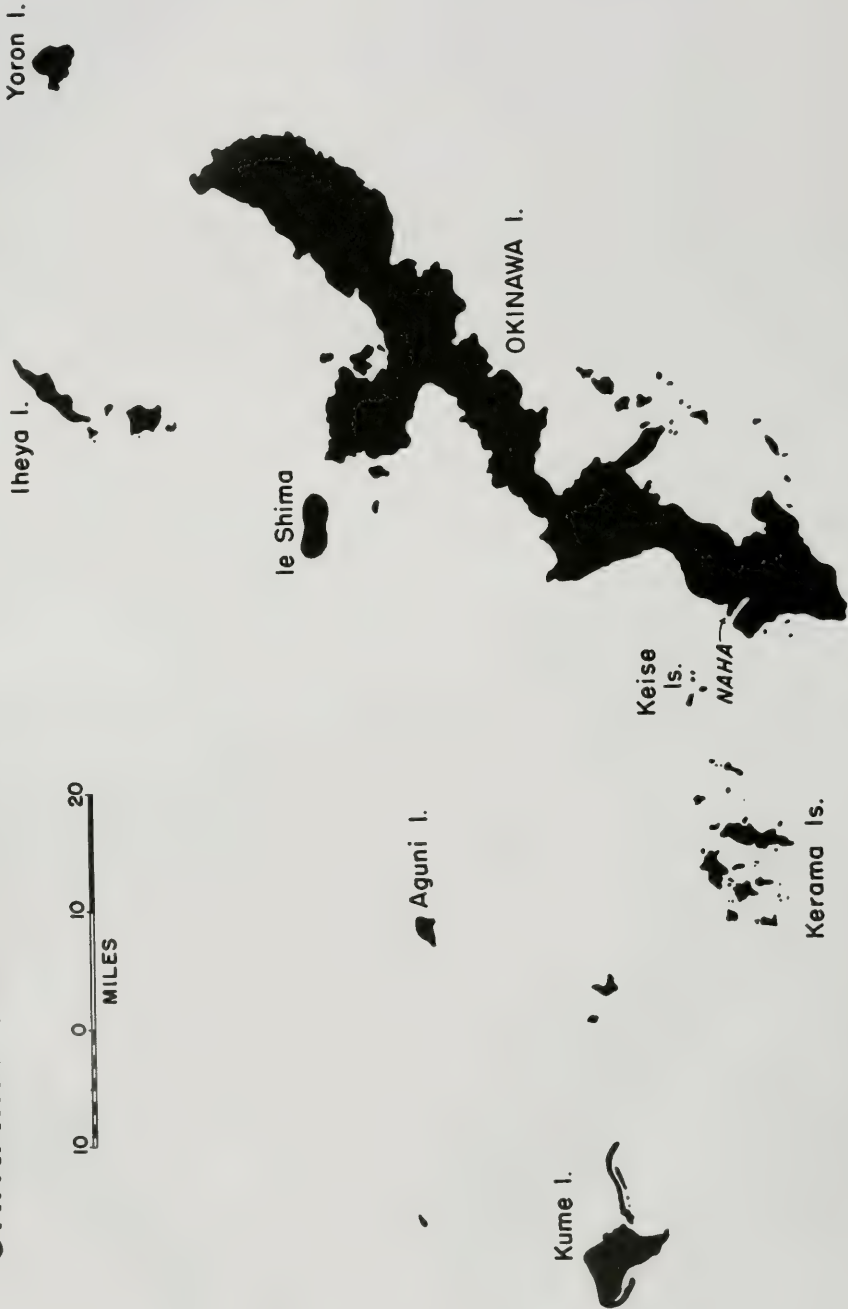 Yoron I.
Iheya I.
Ie Shima
OKINAWA I.
10 0 10 20
MILES
Aguni I.
Keise
Is.
NAHA
Kerama Is.
Kume I.